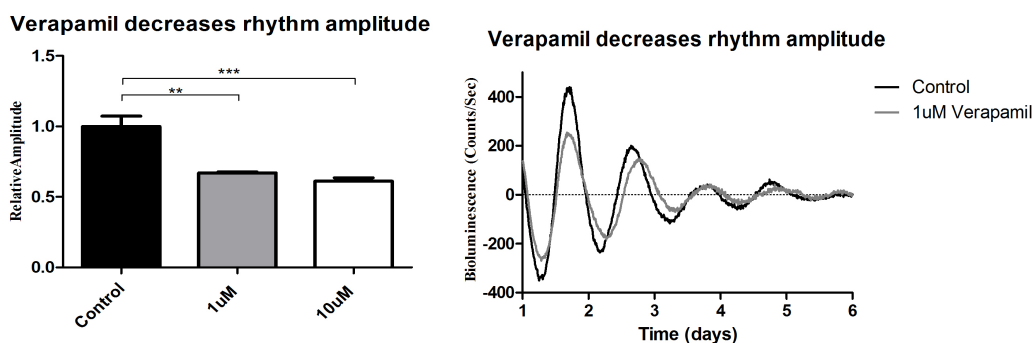 Verapamil decreases rhythm amplitude
RelativeAmplitude
1.5
1.0
0.5
0.0
***
**
Control
1uM
10uM
Verapamil decreases rhythm amplitude
Bioluminescence (Counts/Sec)
400
200
0
-200
-400
1
2
3
4
5
6
Time (days)
Control
1uM Verapamil